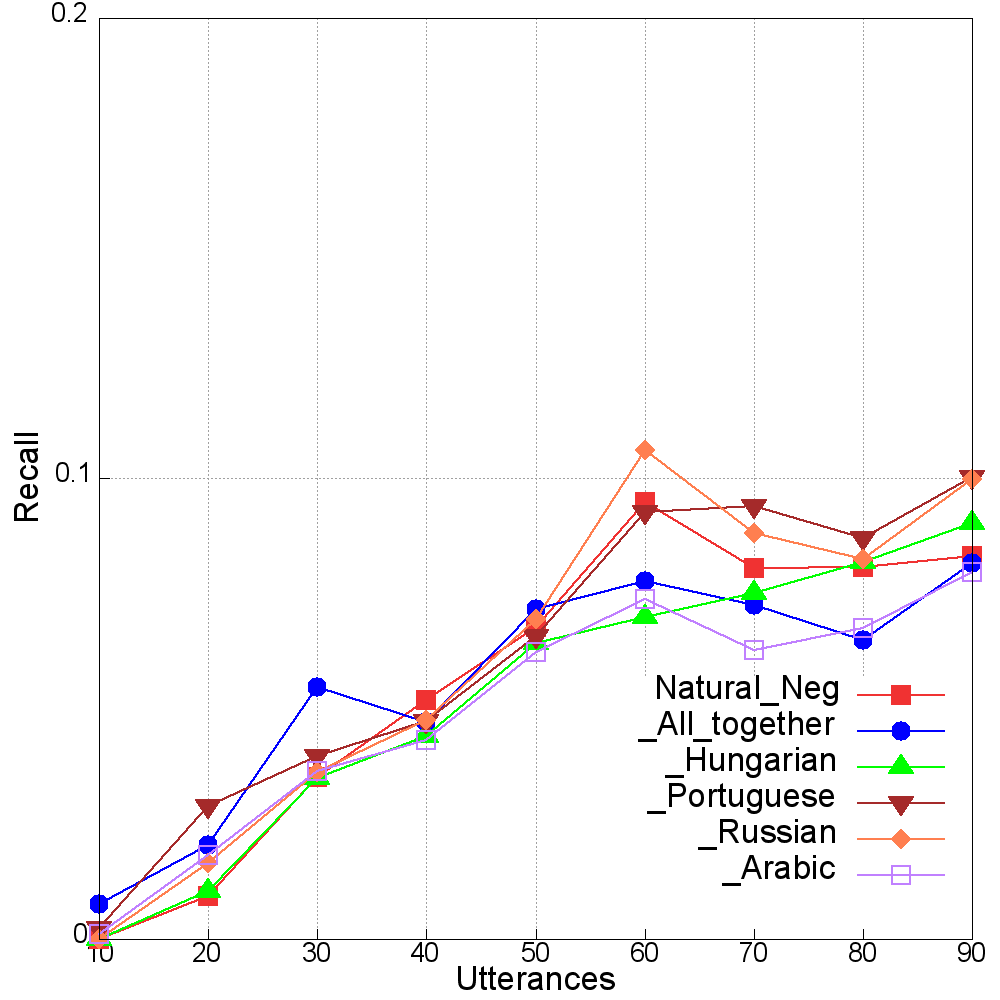 0.2
0.1
0
Recall
10 20 30 40 50 60 70 80 90
Utterances
Natural_Neg
_All_together
_Hungarian
_Portuguese
_Russian
_Arabic